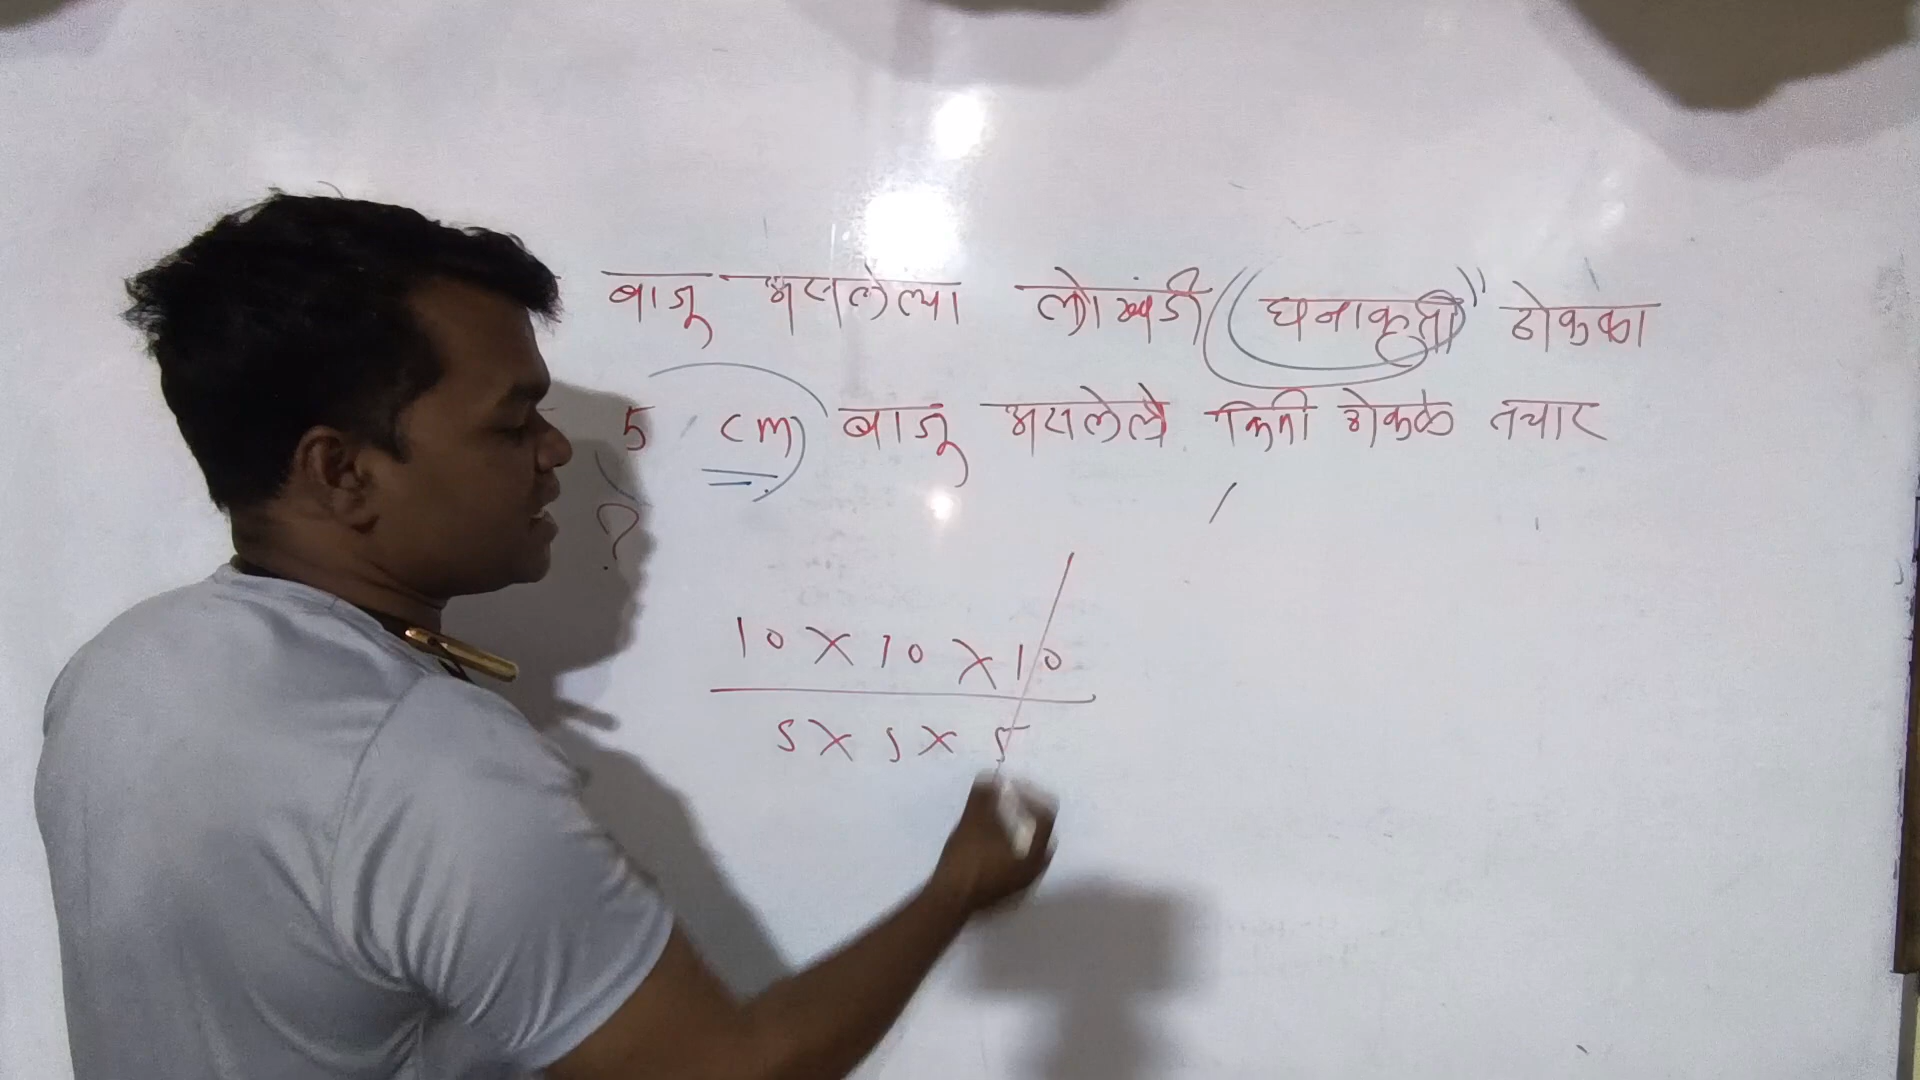 बाजू असलेल्या लोखंडी (घनाकृती) ठोकळा
5 cm बाजू असलेले किती ठोकळे तयार
?
10 X 10 X 10
5 X 5 X 5